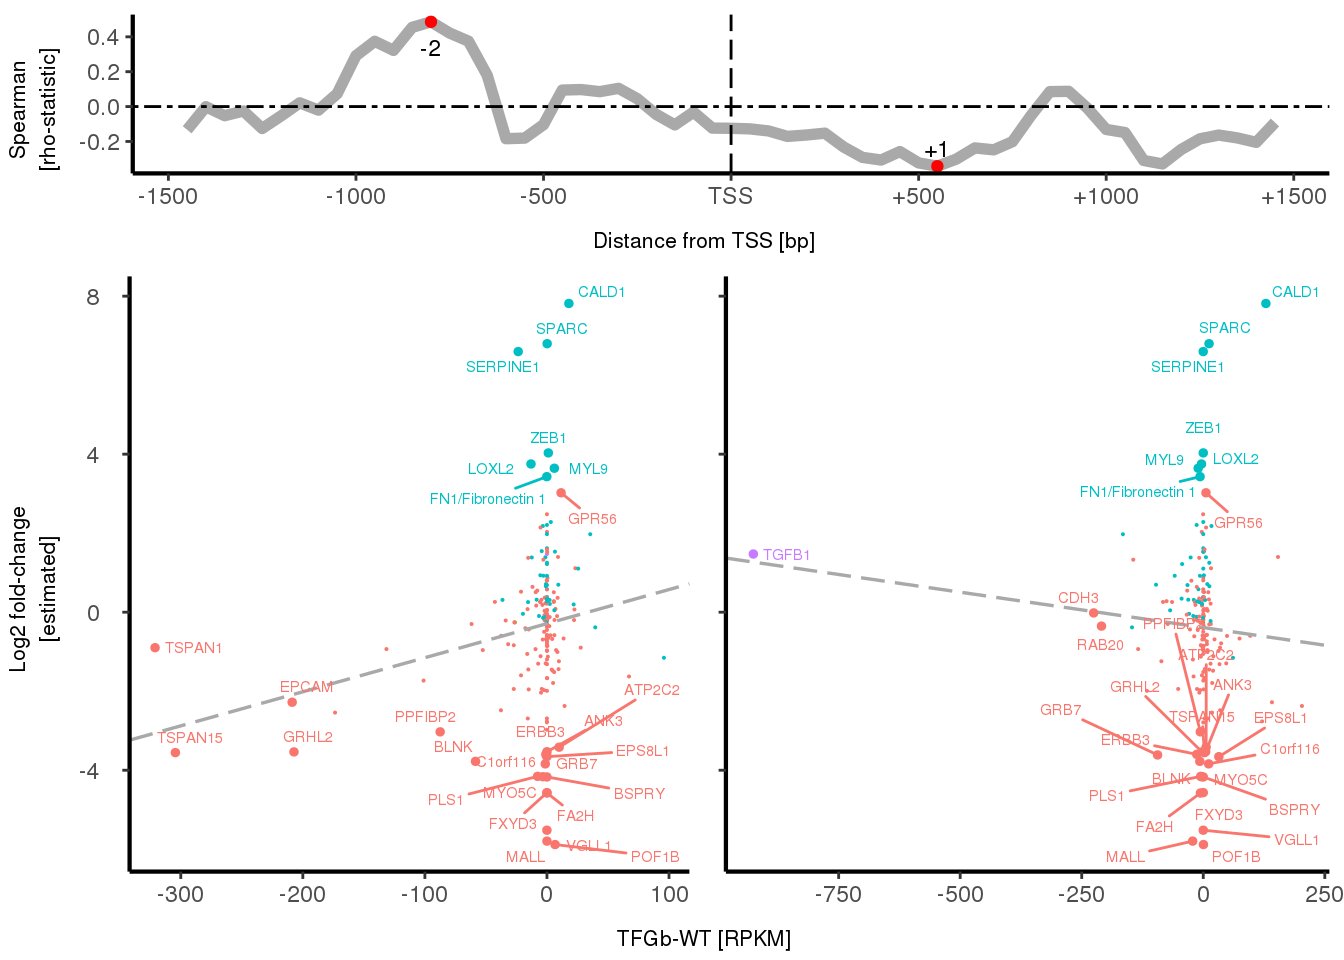 Spearman
[rho-statistic]
0.4
0.2
0.0
-0.2
-2
+1
-1500
-1000
-500
TSS
+500
+1000
+1500
Distance from TSS [bp]
Log2 fold-change
[estimated]
8
4
0
-4
CALD1
SPARC
SERPINE1
ZEB1
LOXL2
MYL9
FN1/Fibronectin 1
GPR56
TSPAN1
EPCAM
TSPAN15
GRHL2
PPFIBP2
BLNK
ATP2C2
ANK3
ERBB3
EPS8L1
C1orf116
GRB7
PLS1
MYO5C
BSPRY
FXYD3
FA2H
VGLL1
MALL
POF1B
-300
-200
-100
0
100
CALD1
SPARC
SERPINE1
ZEB1
MYL9
LOXL2
FN1/Fibronectin 1
GPR56
TGFB1
CDH3
PPFIBP2
RAB20
ATP2C2
GRHL2
ANK3
GRB7
TSPAN15
EPS8L1
ERBB3
C1orf116
BLNK
MYO5C
PLS1
BSPRY
FA2H
FXYD3
VGLL1
MALL
POF1B
-750
-500
-250
0
250
TFGb-WT [RPKM]